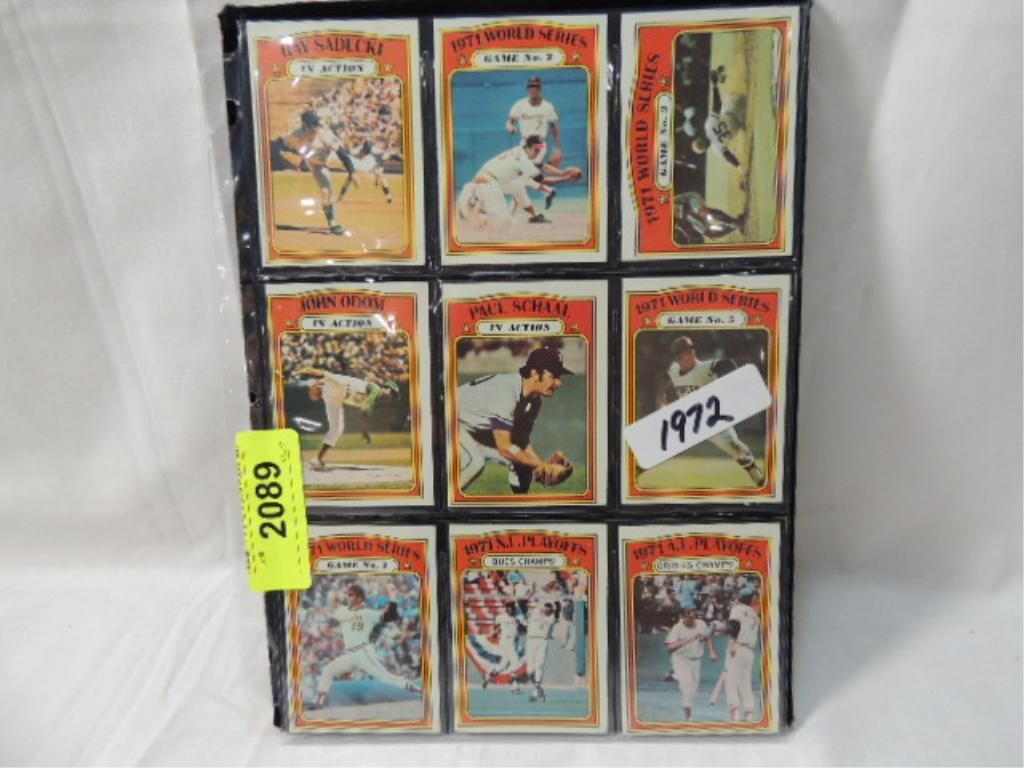 RAY SADECKI
IN ACTION
1971 WORLD SERIES
GAME No. 2
1971 WORLD SERIES
GAME No. 3
JOHN ODOM
IN ACTION
PAUL SCHAAL
IN ACTION
1971 WORLD SERIES
GAME No. 5
1972
2089
71 WORLD SERIES
GAME No.
1971 N.L. PLAYOFFS
BUCS CHAMPS!
1971 A.L. PLAYOFFS